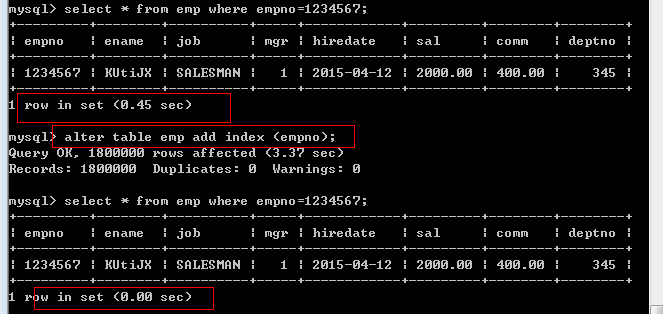 mysql> select * from emp where empno=1234567;
+---------+--------+----------+------+------------+---------+--------+--------+
| empno   | ename  | job      | mgr  | hiredate   | sal     | comm   | deptno |
+---------+--------+----------+------+------------+---------+--------+--------+
| 1234567 | KUtiJX | SALESMAN |    1 | 2015-04-12 | 2000.00 | 400.00 |    345 |
+---------+--------+----------+------+------------+---------+--------+--------+
1 row in set (0.45 sec)
mysql> alter table emp add index (empno);
Query OK, 1800000 rows affected (3.37 sec)
Records: 1800000  Duplicates: 0  Warnings: 0
mysql> select * from emp where empno=1234567;
+---------+--------+----------+------+------------+---------+--------+--------+
| empno   | ename  | job      | mgr  | hiredate   | sal     | comm   | deptno |
+---------+--------+----------+------+------------+---------+--------+--------+
| 1234567 | KUtiJX | SALESMAN |    1 | 2015-04-12 | 2000.00 | 400.00 |    345 |
+---------+--------+----------+------+------------+---------+--------+--------+
1 row in set (0.00 sec)